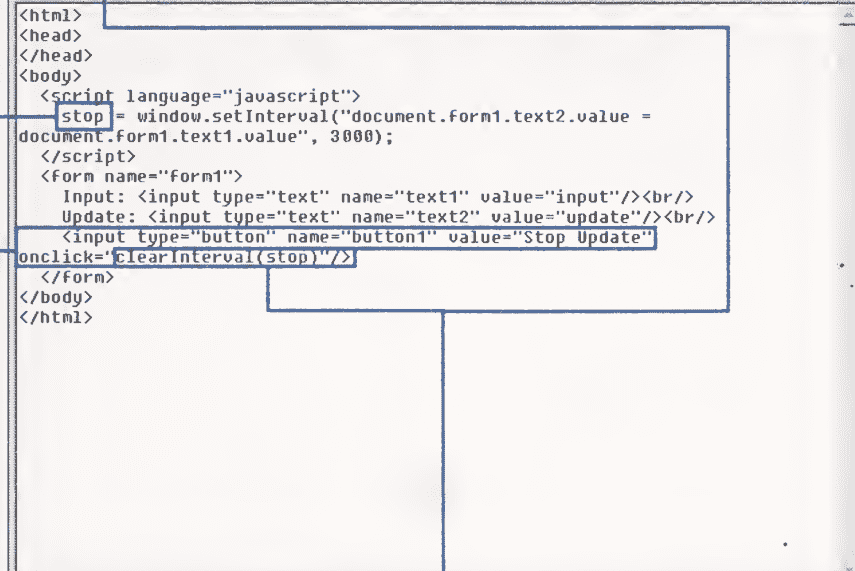 <html>
<head>
</head>
<body>
<script language="javascript">
stop = window.setInterval("document.form1.text2.value =
document.form1.text1.value", 3000);
</script>
<form name="form1">
Input: <input type="text" name="text1" value="input"/><br/>
Update: <input type="text" name="text2" value="update"/><br/>
<input type="button" name="button1" value="Stop Update"
onclick="clearInterval(stop)"/>
</form>
</body>
</html>